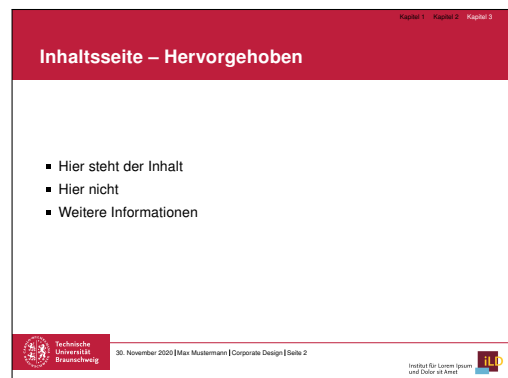 Kapitel 1 Kapitel 2 Kapitel 3
Inhaltsseite – Hervorgehoben
Hier steht der Inhalt
Hier nicht
Weitere Informationen
Technische
Universität
Braunschweig
30. November 2020 | Max Mustermann | Corporate Design | Seite 2
Institut für Lorem Ipsum
und Dolor sit Amet
iLD